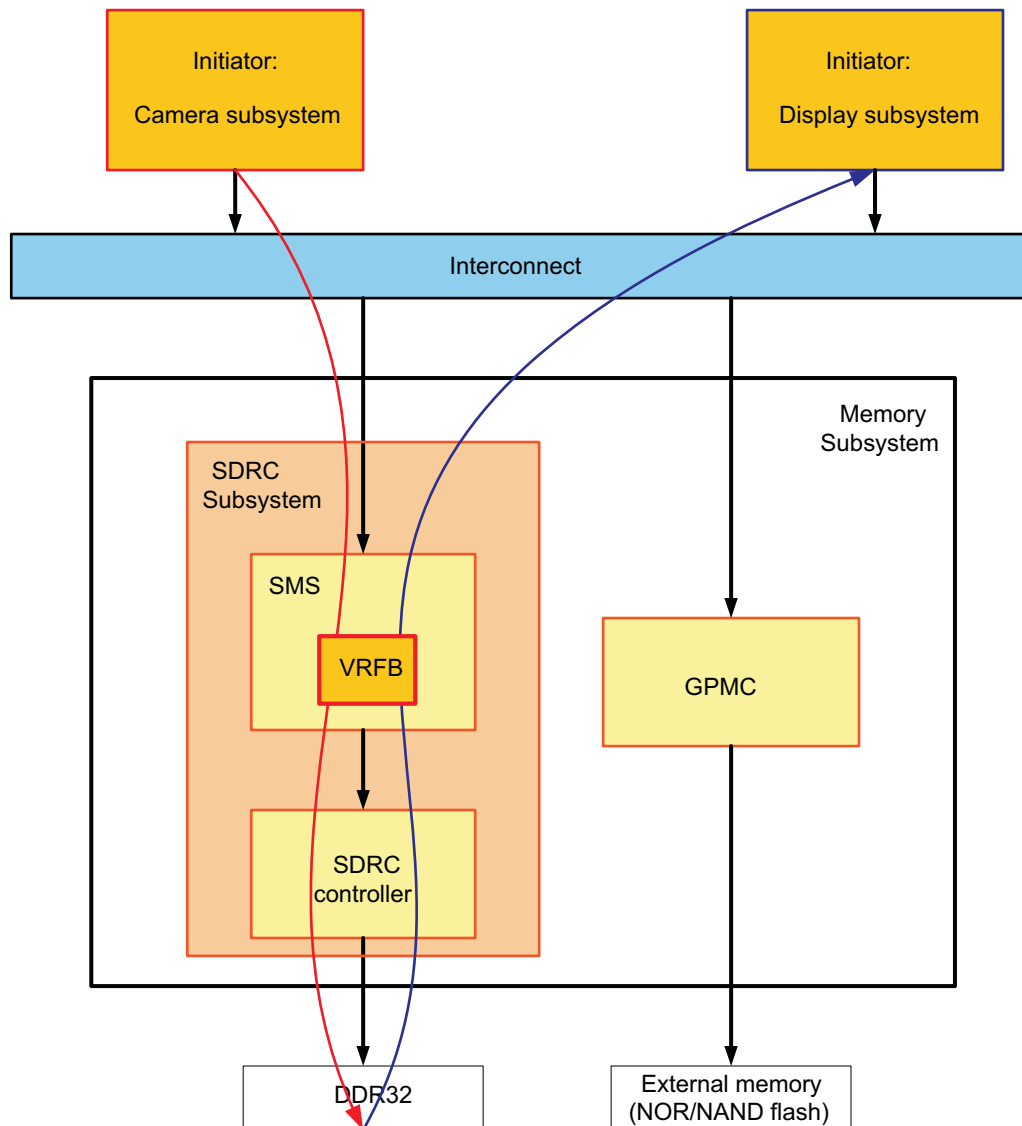 Initiator:
Camera subsystem
Initiator:
Display subsystem
Interconnect
Memory
Subsystem
SDRC
Subsystem
SMS
VRFB
GPMC
SDRC
controller
DDR32
External memory
(NOR/NAND flash)